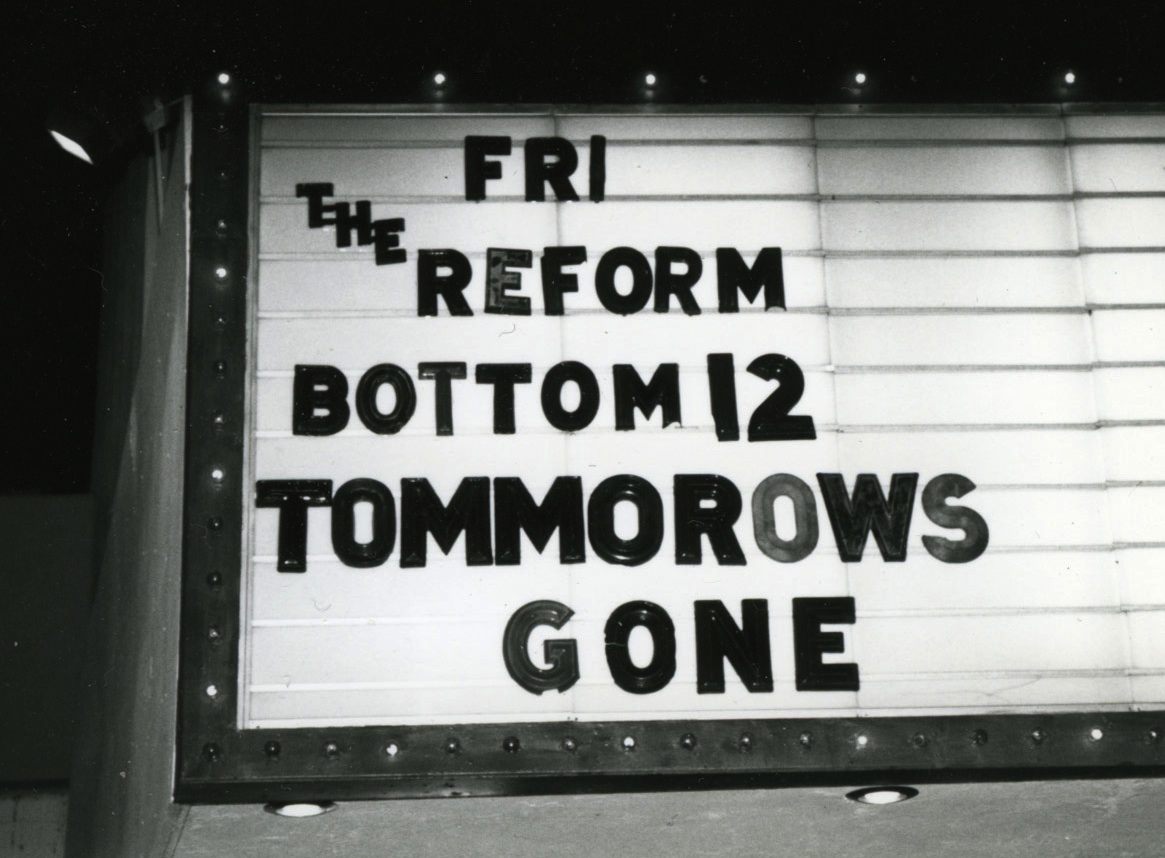 FRI
THE REFORM
BOTTOM 12
TOMMOROWS
GONE